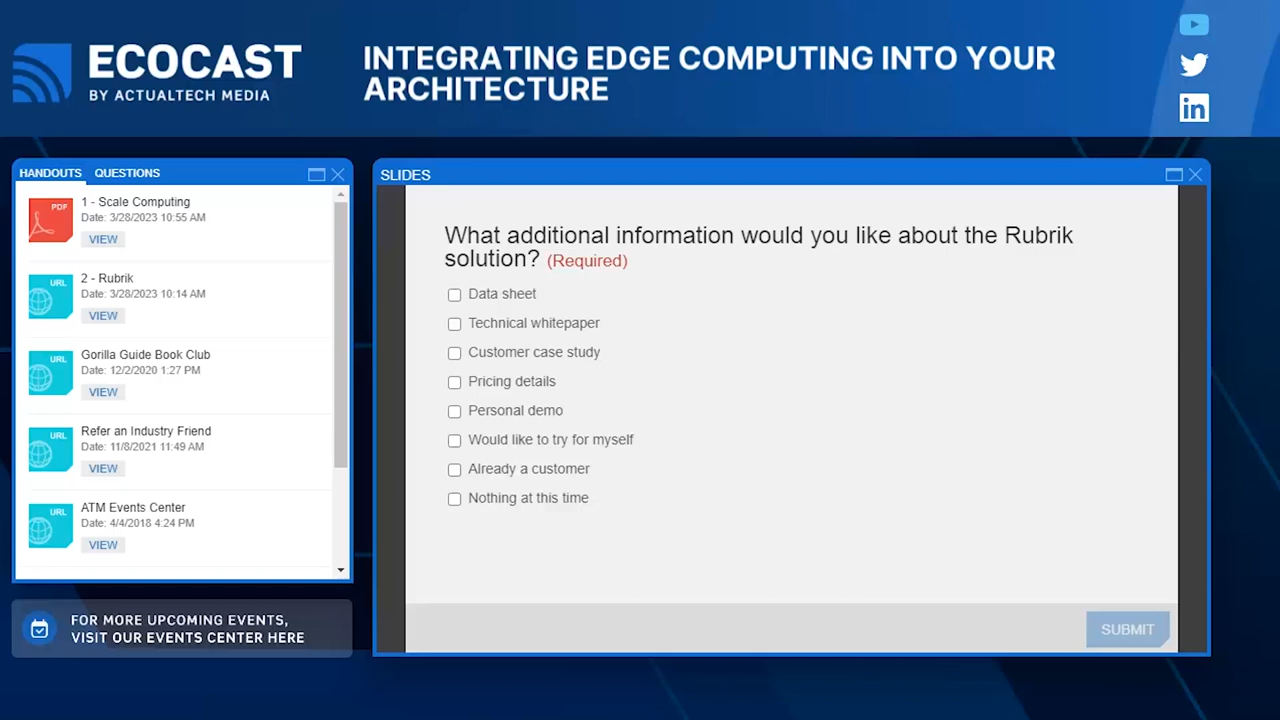 ECOCAST
BY ACTUALTECH MEDIA
INTEGRATING EDGE COMPUTING INTO YOUR
ARCHITECTURE
HANDOUTS QUESTIONS
PDF
1 - Scale Computing
Date: 3/28/2023 10:55 AM
VIEW
URL
2 - Rubrik
Date: 3/28/2023 10:14 AM
VIEW
URL
Gorilla Guide Book Club
Date: 12/2/2020 1:27 PM
VIEW
URL
Refer an Industry Friend
Date: 11/8/2021 11:49 AM
VIEW
URL
ATM Events Center
Date: 4/4/2018 4:24 PM
VIEW
FOR MORE UPCOMING EVENTS,
VISIT OUR EVENTS CENTER HERE
SLIDES
What additional information would you like about the Rubrik
solution? (Required)
Data sheet
Technical whitepaper
Customer case study
Pricing details
Personal demo
Would like to try for myself
Already a customer
Nothing at this time
SUBMIT
in